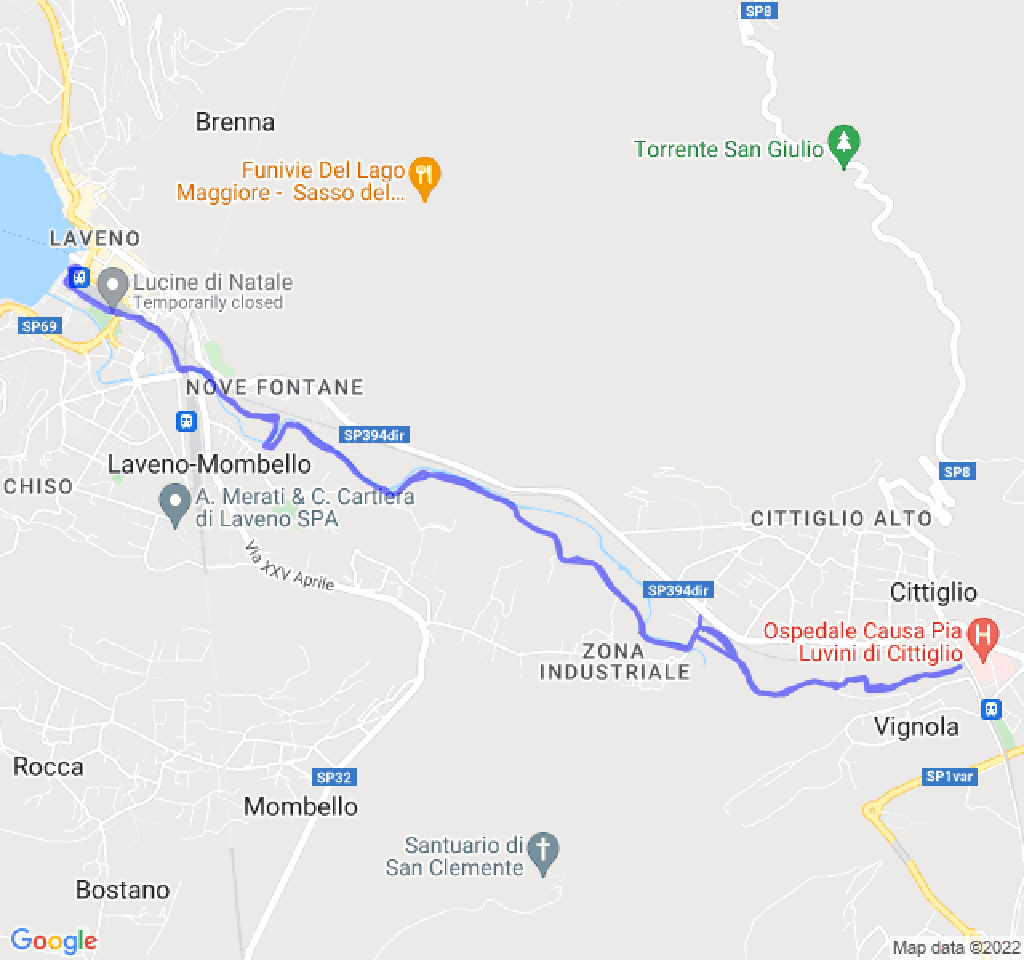 SP8
Brenna
Torrente San Giulio
Funivie Del Lago
Maggiore - Sasso del...
LAVENO
Lucine di Natale
Temporarily closed
SP69
NOVE FONTANE
SP394dir
Laveno-Mombello
SP8
CHISO
A. Merati & C. Cartiera
di Laveno SPA
CITTIGLIO ALTO
Via XXV Aprile
SP394dir
Cittiglio
Ospedale Causa Pia
Luvini di Cittiglio
ZONA
INDUSTRIALE
Vignola
Rocca
SP32
SP1var
Mombello
Santuario di
San Clemente
Bostano
Google
Map data ©2022